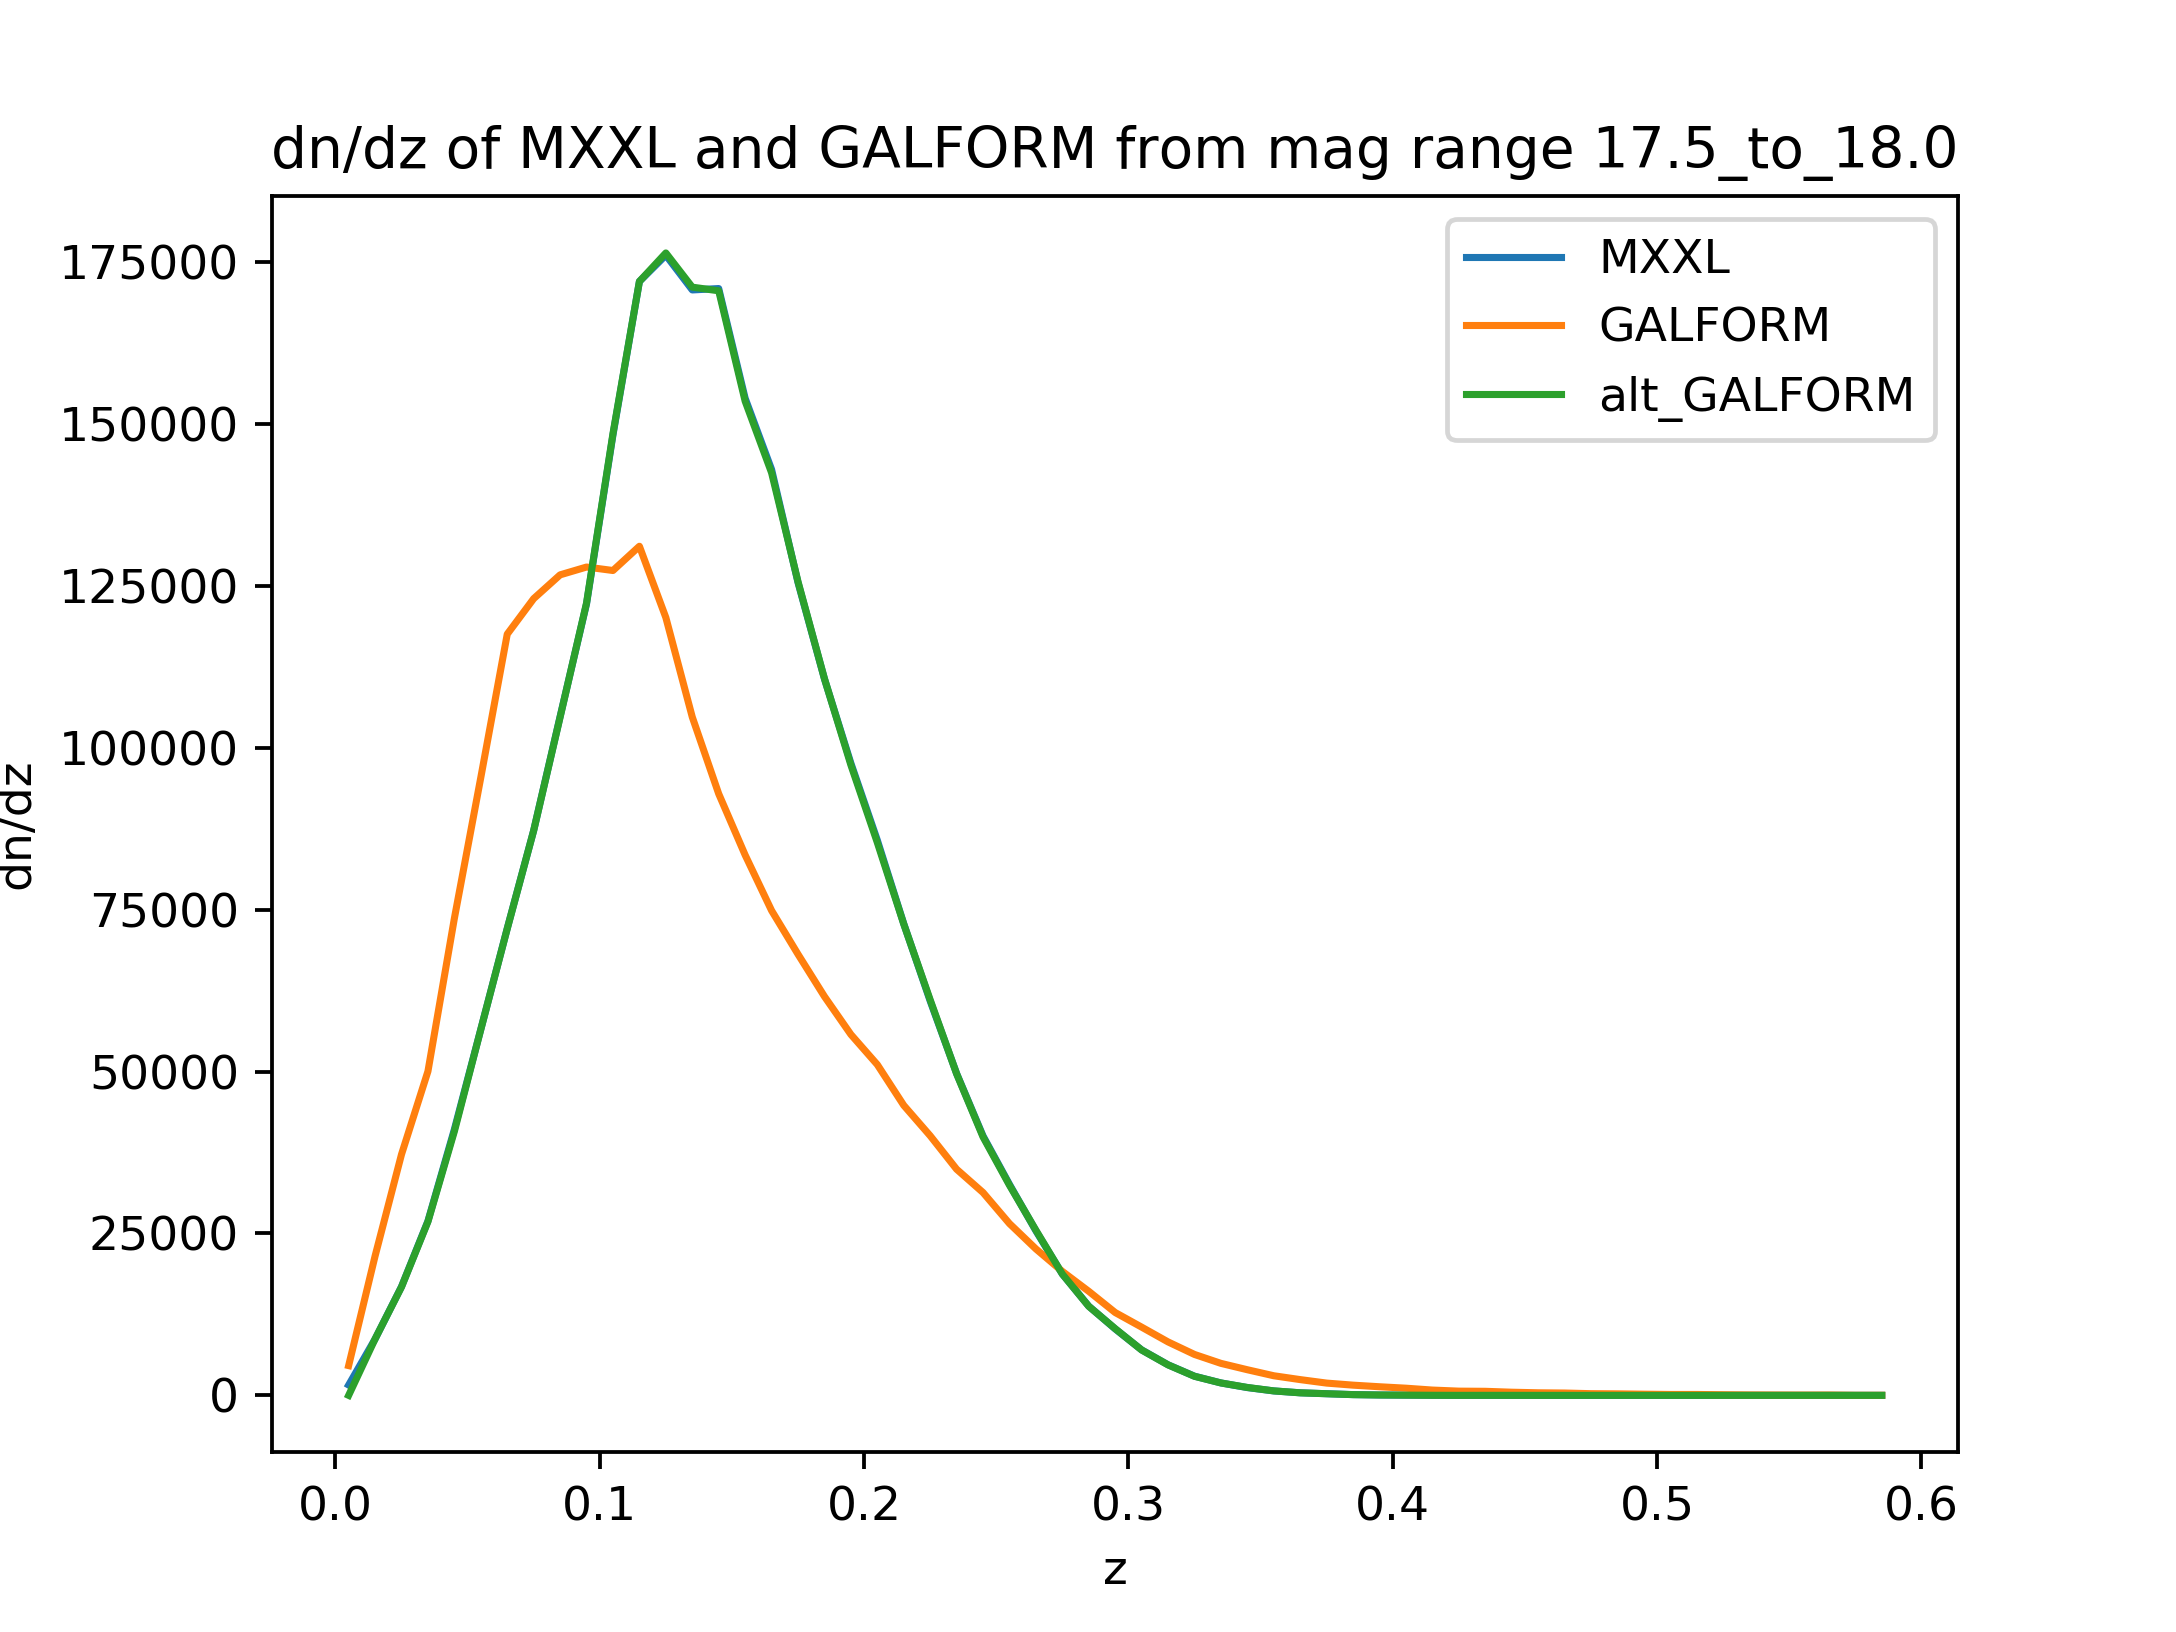 dn/dz of MXXL and GALFORM from mag range 17.5_to_18.0
MXXL
GALFORM
alt_GALFORM
175000
150000
125000
100000
75000
50000
25000
0
dn/dz
0.0 0.1 0.2 0.3 0.4 0.5 0.6
z